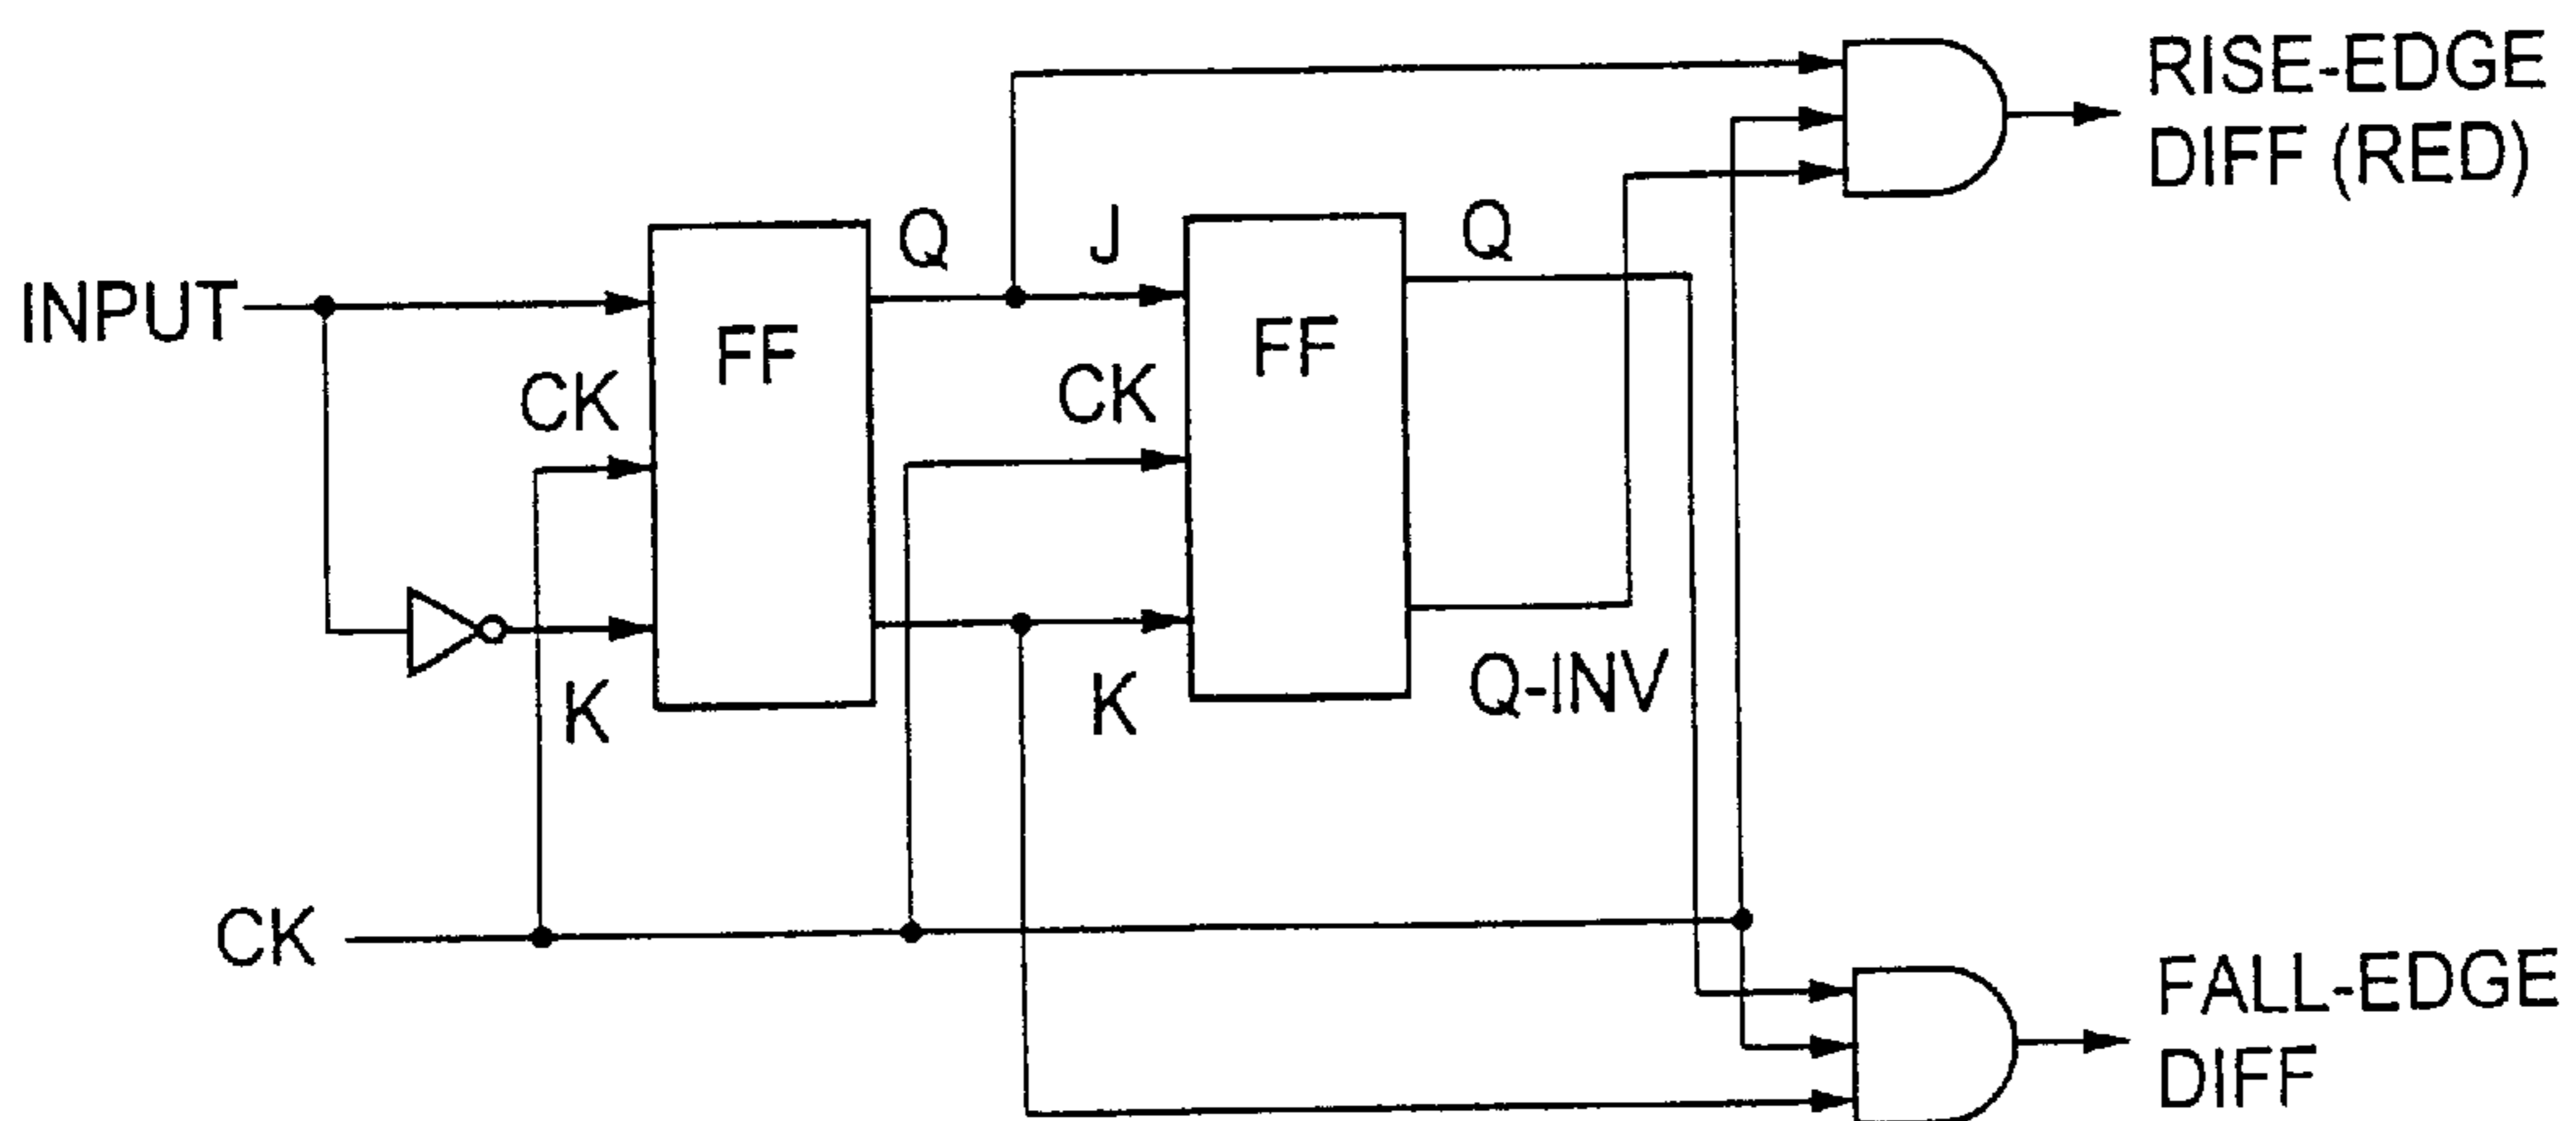 RISE-EDGE
DIFF (RED)
Q
J
Q
INPUT
FF
FF
CK
CK
K
K
Q-INV
CK
FALL-EDGE
DIFF